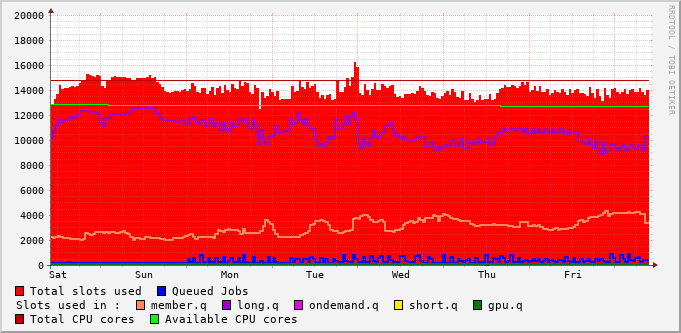 20000
18000
16000
14000
12000
10000
8000
6000
4000
2000
0
Sat Sun Mon Tue Wed Thu Fri
RRDTOOL / TOBI OETIKER
Total slots used Queued Jobs
Slots used in : member.q long.q ondemand.q short.q gpu.q
Total CPU cores Available CPU cores